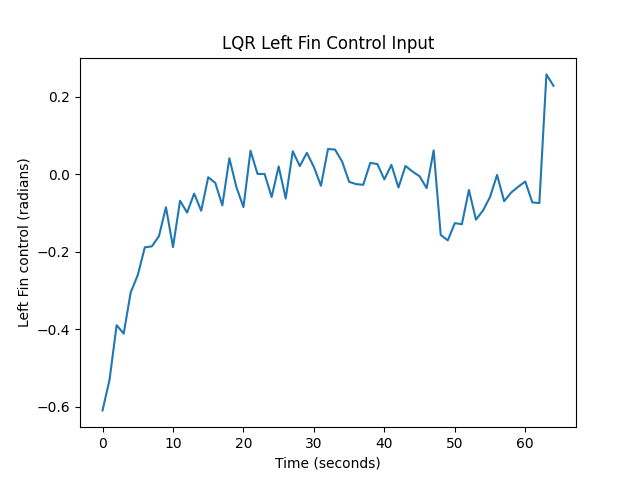 LQR Left Fin Control Input
Left Fin control (radians)
0.2
0.0
−0.2
−0.4
−0.6
0 10 20 30 40 50 60
Time (seconds)